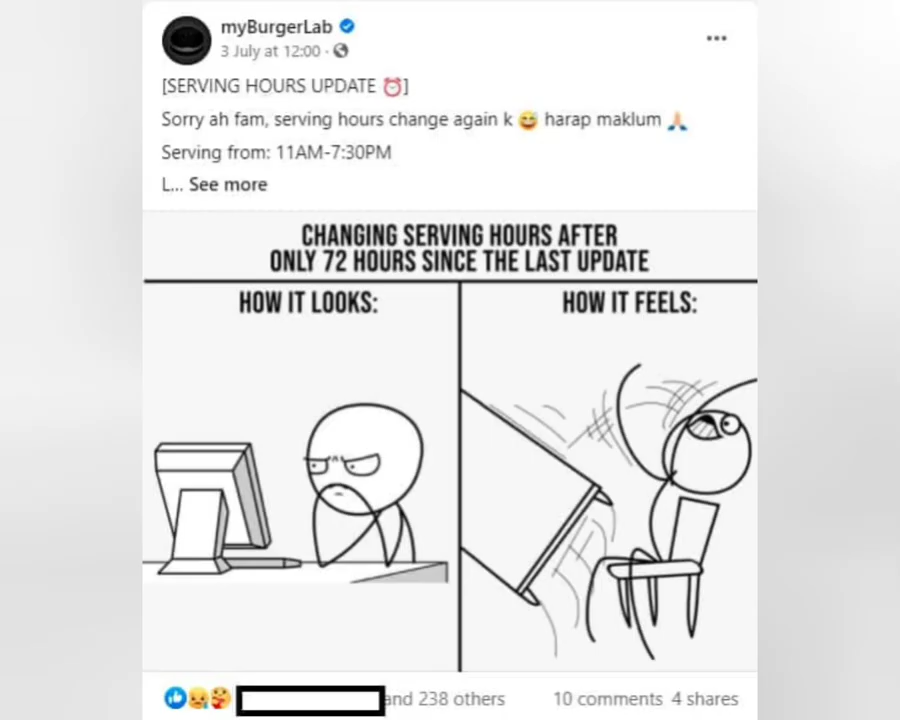 myBurgerLab
3 July at 12:00 ·
[SERVING HOURS UPDATE ⏰]
Sorry ah fam, serving hours change again k 😅 harap maklum 🙏🏻
Serving from: 11AM-7:30PM
L... See more
CHANGING SERVING HOURS AFTER
ONLY 72 HOURS SINCE THE LAST UPDATE
HOW IT LOOKS:
HOW IT FEELS:
and 238 others
10 comments 4 shares